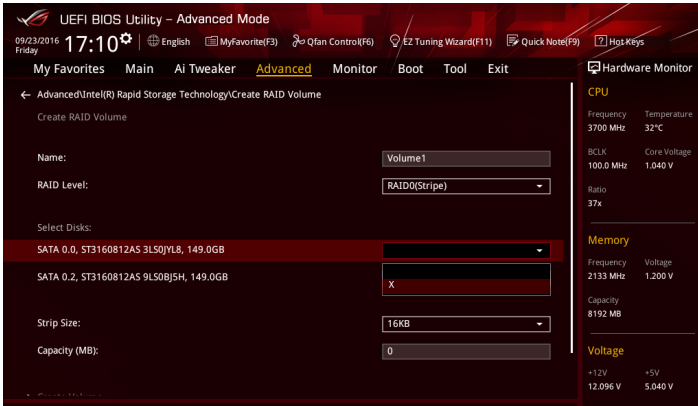 UEFI BIOS Utility – Advanced Mode
09/23/2016 Friday 17:10 English MyFavorite(F3) Qfan Control(F6) EZ Tuning Wizard(F11) Quick Note(F9) ? Hot Keys
My Favorites Main Ai Tweaker Advanced Monitor Boot Tool Exit
Hardware Monitor
← Advanced\Intel(R) Rapid Storage Technology\Create RAID Volume
Create RAID Volume
Name: Volume1
RAID Level: RAID0(Stripe)
Select Disks:
SATA 0.0, ST3160812AS 3LS0JYL8, 149.0GB
X
SATA 0.2, ST3160812AS 9LS0BJ5H, 149.0GB
Strip Size: 16KB
Capacity (MB): 0
Create Volume
CPU
Frequency Temperature
3700 MHz 32°C
BCLK Core Voltage
100.0 MHz 1.040 V
Ratio
37x
Memory
Frequency Voltage
2133 MHz 1.200 V
Capacity
8192 MB
Voltage
+12V +5V
12.096 V 5.040 V